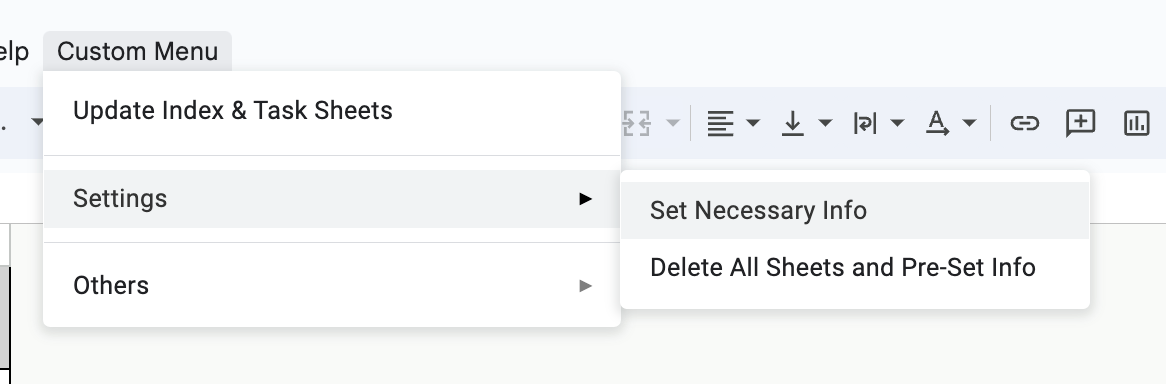 elp Custom Menu
Update Index & Task Sheets
Settings
Set Necessary Info
Delete All Sheets and Pre-Set Info
Others